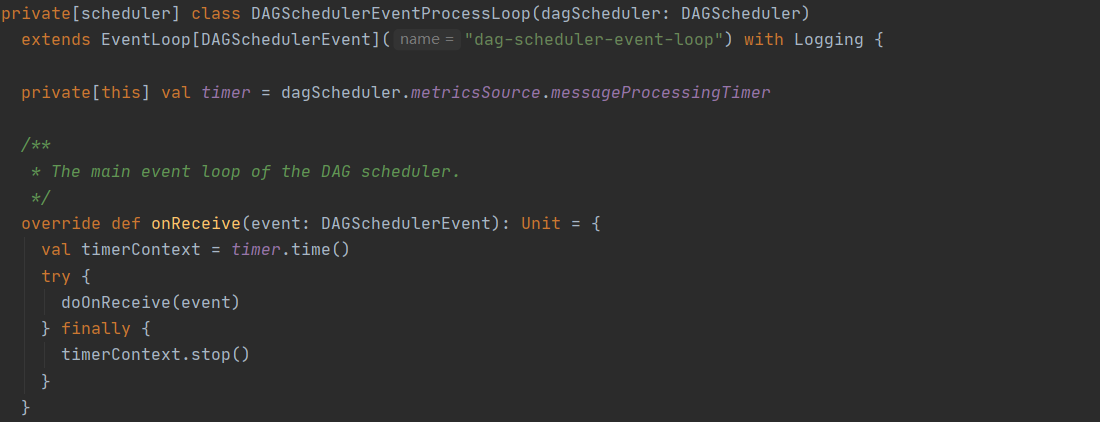 private[scheduler] class DAGSchedulerEventProcessLoop(dagScheduler: DAGScheduler)
  extends EventLoop[DAGSchedulerEvent]( name = "dag-scheduler-event-loop") with Logging {

  private[this] val timer = dagScheduler.metricsSource.messageProcessingTimer

  /**
   * The main event loop of the DAG scheduler.
   */
  override def onReceive(event: DAGSchedulerEvent): Unit = {
    val timerContext = timer.time()
    try {
      doOnReceive(event)
    } finally {
      timerContext.stop()
    }
  }